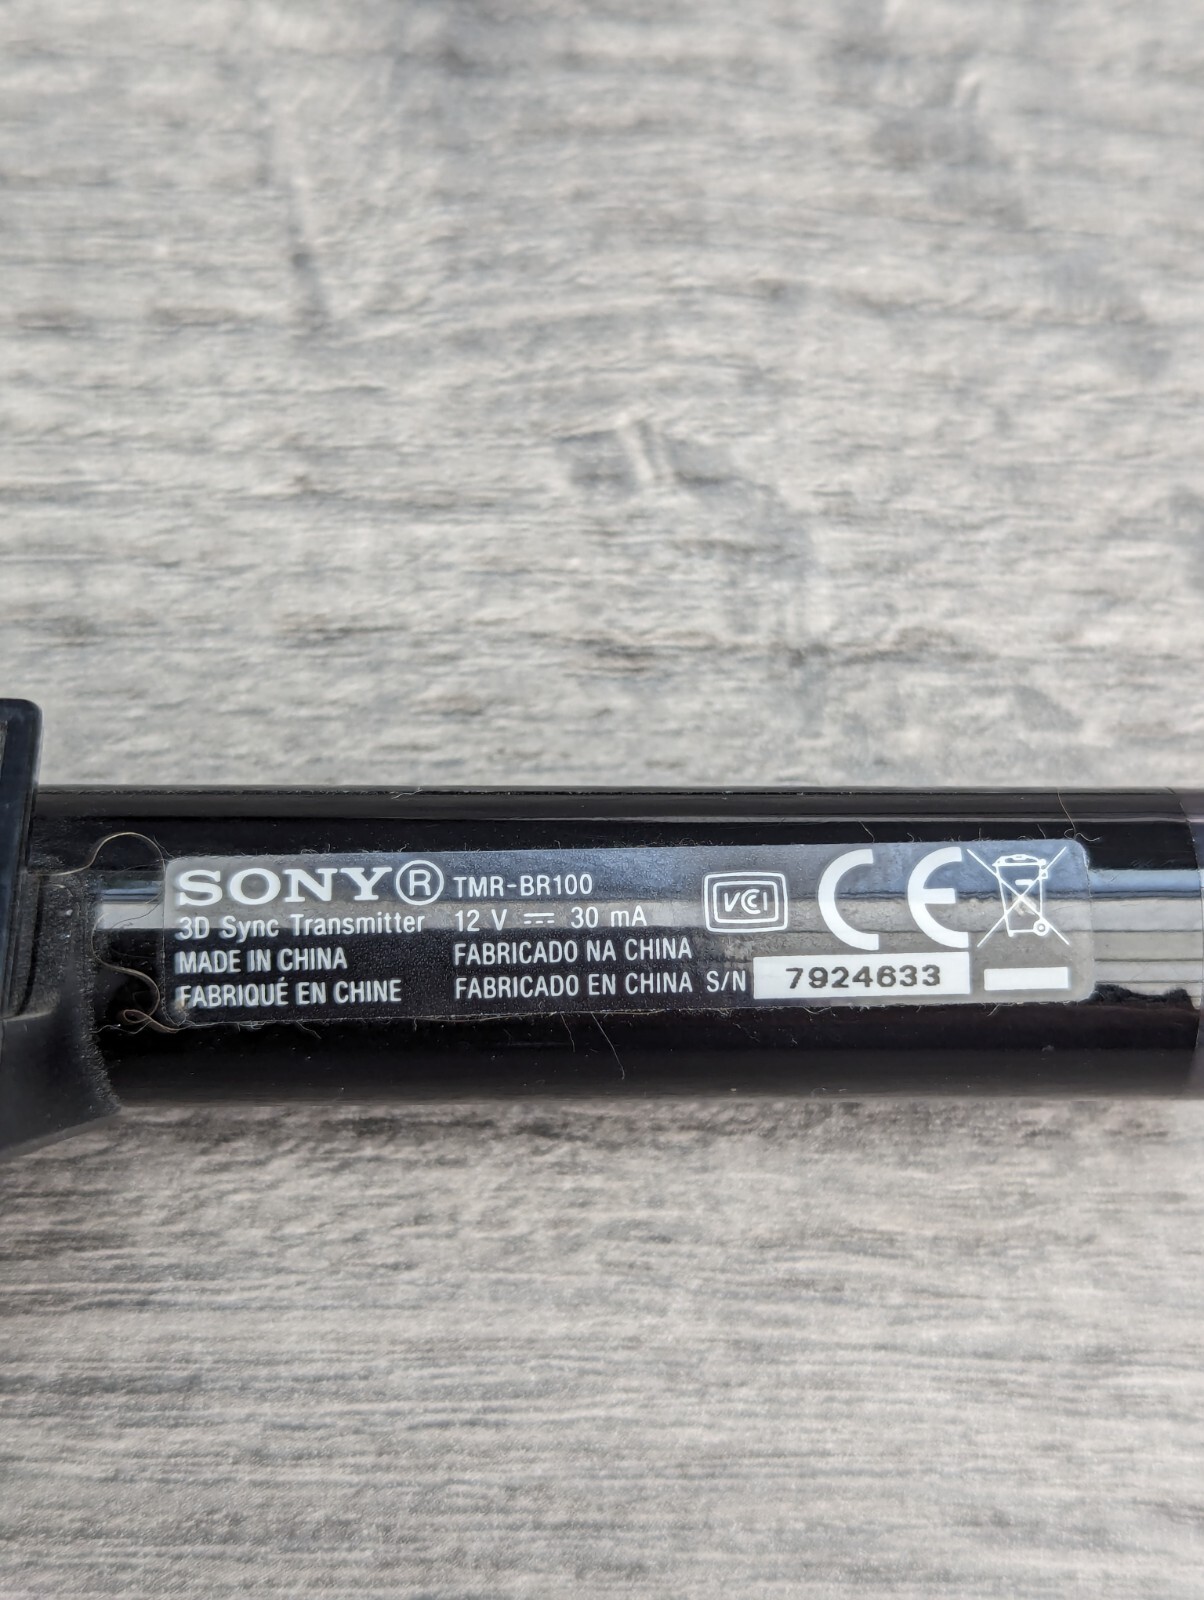 SONY® TMR-BR100
3D Sync Transmitter 12 V ⎓ 30 mA
MADE IN CHINA FABRICADO NA CHINA
FABRIQUÉ EN CHINE FABRICADO EN CHINA S/N 7924633
VCCI
CE